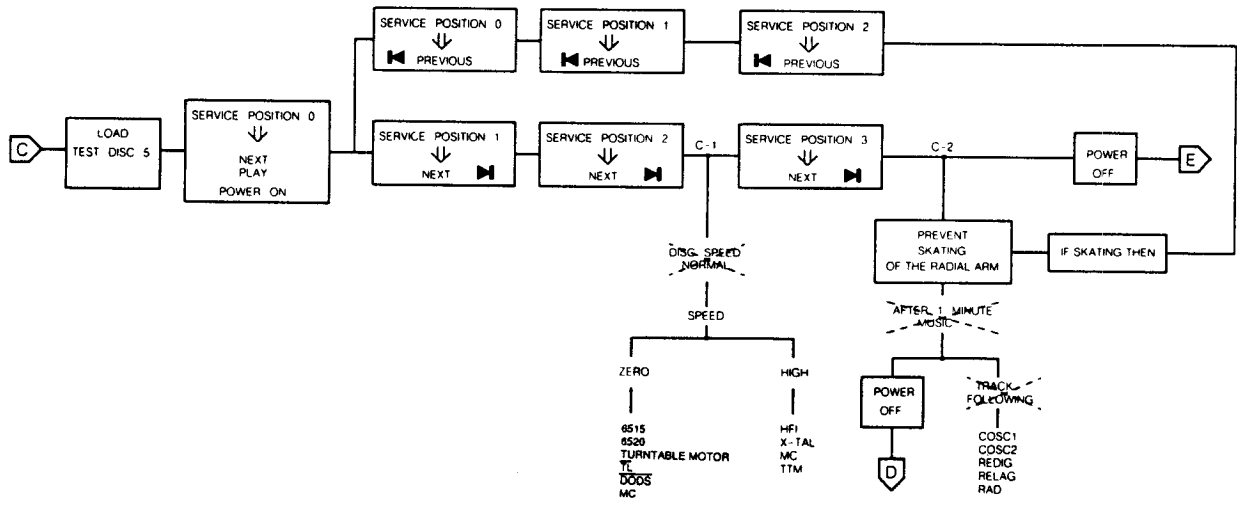 SERVICE POSITION 0
PREVIOUS
SERVICE POSITION 1
PREVIOUS
SERVICE POSITION 2
PREVIOUS
C
LOAD
TEST DISC 5
SERVICE POSITION 0
NEXT
PLAY
POWER ON
SERVICE POSITION 1
NEXT
SERVICE POSITION 2
NEXT
C-1
SERVICE POSITION 3
NEXT
C-2
POWER
OFF
E
PREVENT
SKATING
OF THE RADIAL ARM
IF SKATING THEN
DISC SPEED
NORMAL
SPEED
ZERO
HIGH
6515
6520
TURNTABLE MOTOR
TL
DODS
MC
HFI
X-TAL
MC
TTM
AFTER 1 MINUTE
MUSIC
POWER
OFF
D
TRACK
FOLLOWING
COSC1
COSC2
REDIG
RELAG
RAD